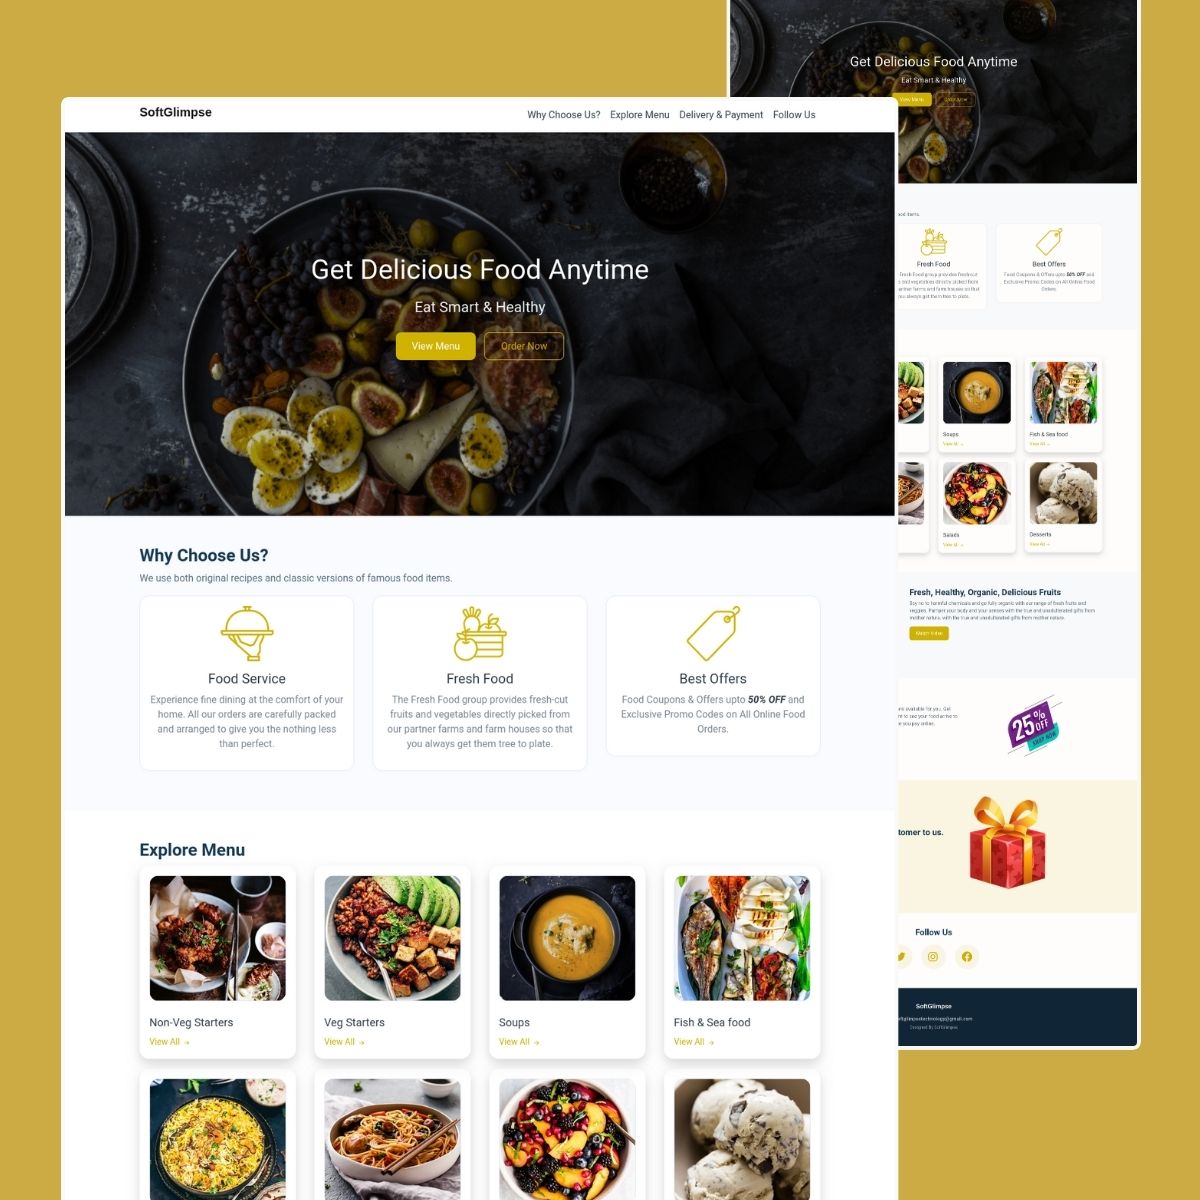 SoftGlimpse
Why Choose Us? Explore Menu Delivery & Payment Follow Us
Get Delicious Food Anytime
Eat Smart & Healthy
View Menu Order Now
Why Choose Us?
We use both original recipes and classic versions of famous food items.
Food Service
Experience fine dining at the comfort of your
home. All our orders are carefully packed
and arranged to give you the nothing less
than perfect.
Fresh Food
The Fresh Food group provides fresh-cut
fruits and vegetables directly picked from
our partner farms and farm houses so that
you always get them tree to plate.
Best Offers
Food Coupons & Offers upto 50% OFF and
Exclusive Promo Codes on All Online Food
Orders.
Explore Menu
Non-Veg Starters
View All →
Veg Starters
View All →
Soups
View All →
Fish & Sea food
View All →
Get Delicious Food Anytime
Eat Smart & Healthy
View Menu Order Now
food items.
Fresh Food
Fresh Food group provides fresh-cut
and vegetables directly picked from
partner farms and farm houses so that
you always get them tree to plate.
Best Offers
Food Coupons & Offers upto 50% OFF and
Exclusive Promo Codes on All Online Food
Orders.
Soups
View All →
Fish & Sea food
View All →
Salads
View All →
Desserts
View All →
Fresh, Healthy, Organic, Delicious Fruits
Say no to harmful chemicals and go fully organic with our range of fresh fruits and
veggies. Pamper your body and your senses with the true and unadulterated gifts from
mother nature. with the true and unadulterated gifts from mother nature.
Watch Video
available for you. Get
to see your food active to
you pay online.
25% OFF
SHOP NOW
tomer to us.
Follow Us
SoftGlimpse
softglimpsetechnology@gmail.com
Designed By SoftGlimpse